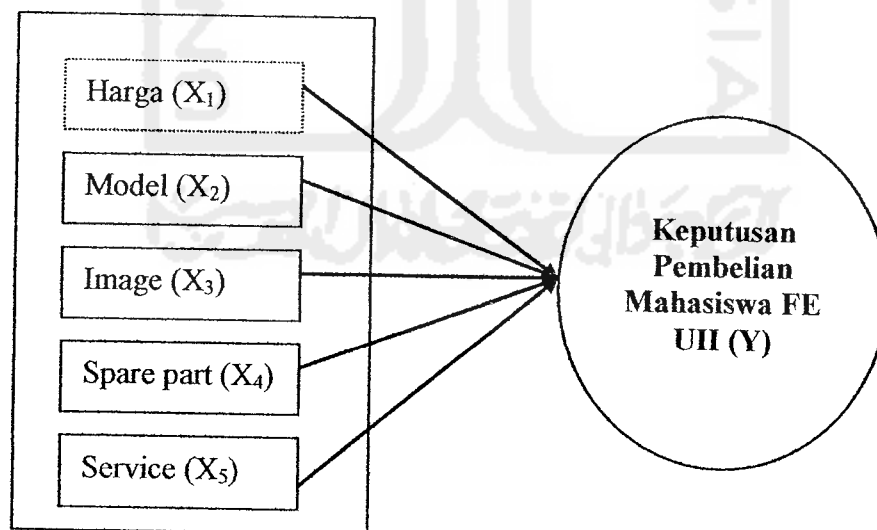 Harga (X₁)
Model (X₂)
Image (X₃)
Spare part (X₄)
Service (X₅)
Keputusan
Pembelian
Mahasiswa FE
UII (Y)